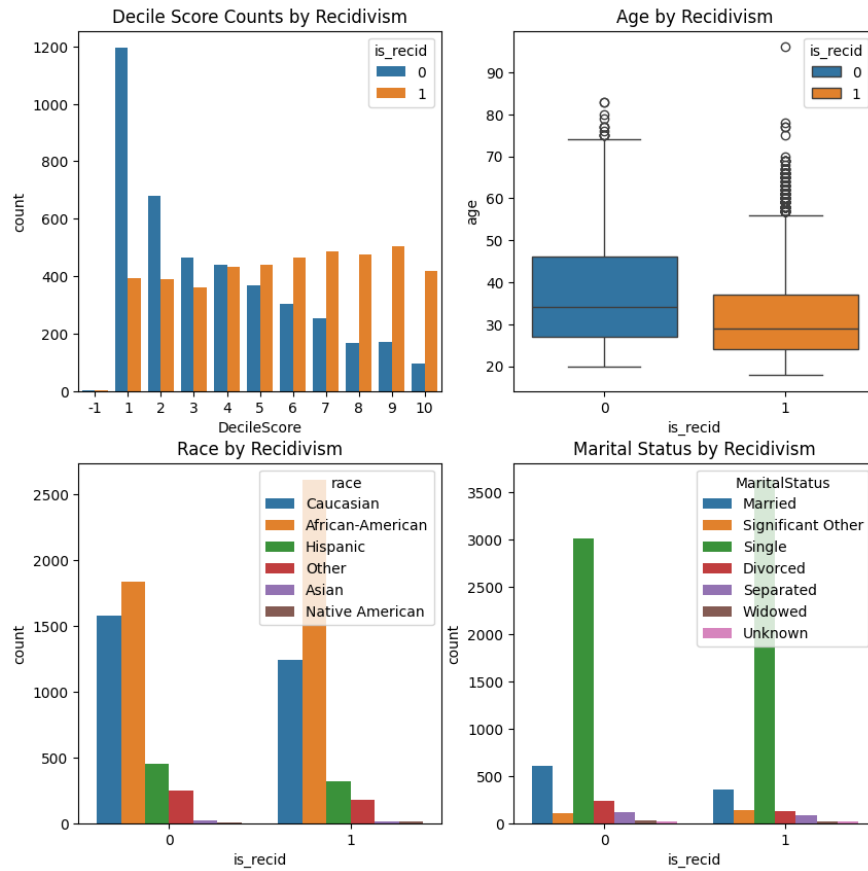 Decile Score Counts by Recidivism
1200
1000
800
600
400
200
0
count
-1 1 2 3 4 5 6 7 8 9 10
DecileScore
is_recid
0
1
Age by Recidivism
90
80
70
60
50
40
30
20
age
0 1
is_recid
is_recid
0
1
Race by Recidivism
2500
2000
1500
1000
500
0
count
0 1
is_recid
race
Caucasian
African-American
Hispanic
Other
Asian
Native American
Marital Status by Recidivism
3500
3000
2500
2000
1500
1000
500
0
count
0 1
is_recid
MaritalStatus
Married
Significant Other
Single
Divorced
Separated
Widowed
Unknown